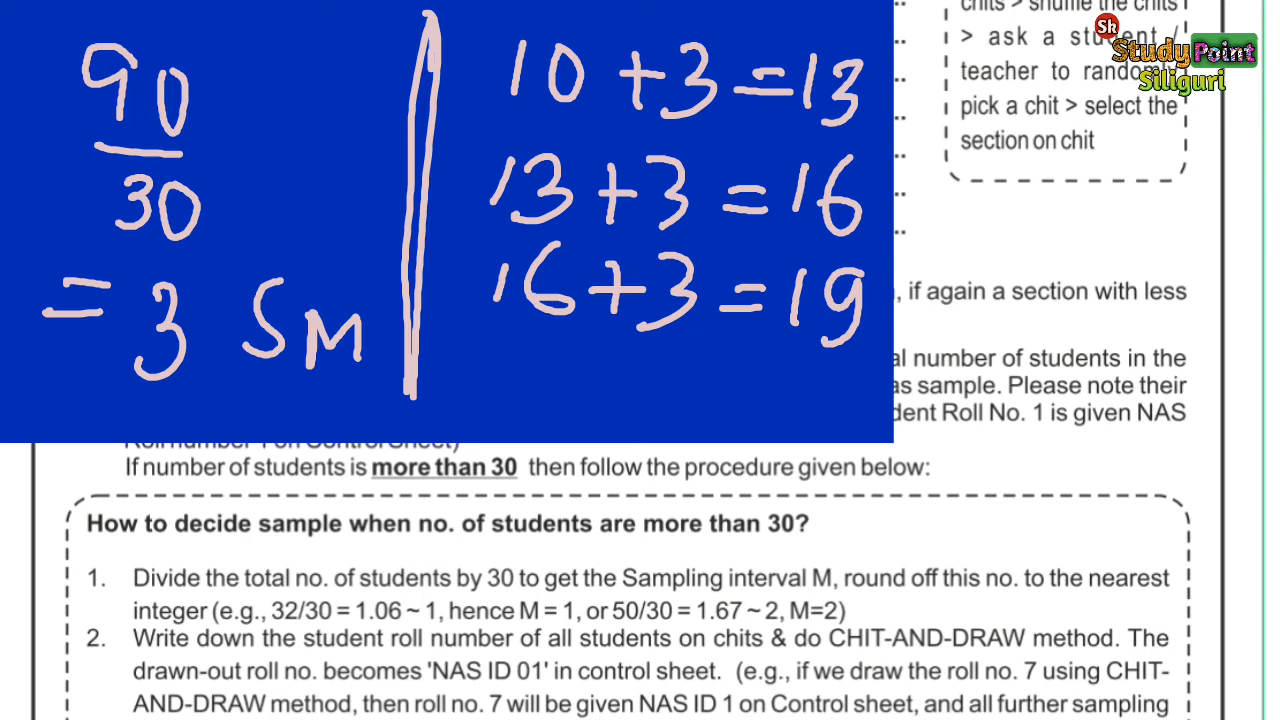 90
30
= 3 SM
10 + 3 = 13
13 + 3 = 16
16 + 3 = 19
chits > shuffle the chits
> ask a student /
teacher to randomly
pick a chit > select the
section on chit
Sk
Study Point
Siliguri
, if again a section with less
al number of students in the
as sample. Please note their
dent Roll No. 1 is given NAS
Roll number 1 on Control Sheet)
If number of students is more than 30 then follow the procedure given below:
How to decide sample when no. of students are more than 30?
1. Divide the total no. of students by 30 to get the Sampling interval M, round off this no. to the nearest
integer (e.g., 32/30 = 1.06 ~ 1, hence M = 1, or 50/30 = 1.67 ~ 2, M=2)
2. Write down the student roll number of all students on chits & do CHIT-AND-DRAW method. The
drawn-out roll no. becomes 'NAS ID 01' in control sheet. (e.g., if we draw the roll no. 7 using CHIT-
AND-DRAW method, then roll no. 7 will be given NAS ID 1 on Control sheet, and all further sampling